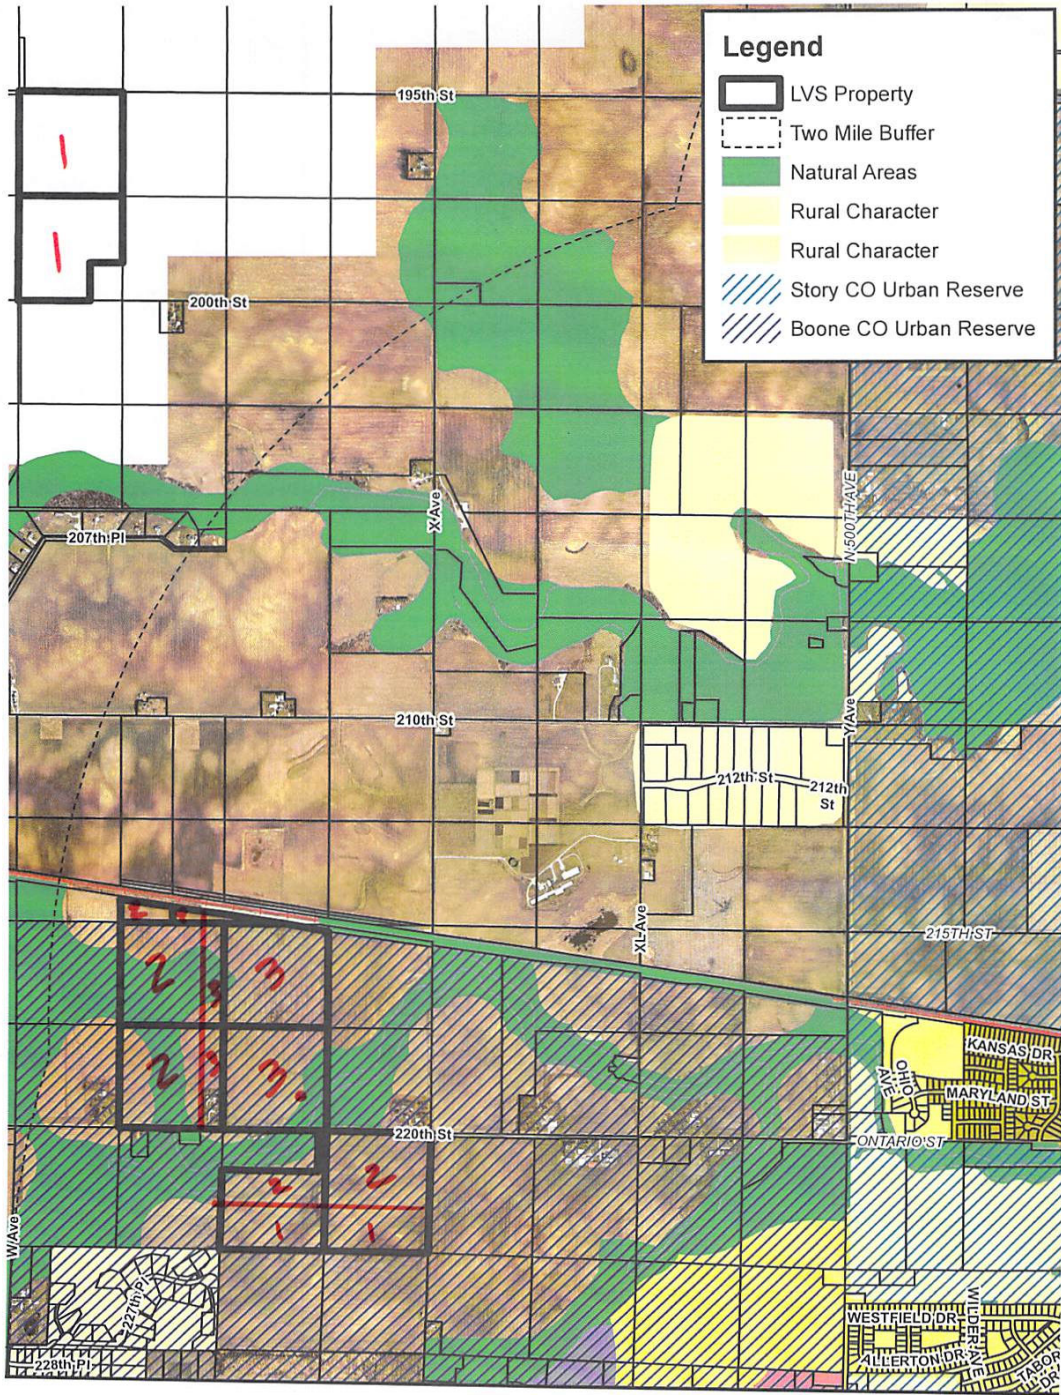 Legend
LVS Property
Two Mile Buffer
Natural Areas
Rural Character
Rural Character
Story CO Urban Reserve
Boone CO Urban Reserve
195th St
1
1
200th St
X Ave
N 500TH AVE
207th Pl
210th St
Y Ave
212th St
212th St
XL Ave
215TH ST
2 3
2 3
3
2 3 3.
KANSAS DR
OHIO AVE
MARYLAND ST
220th St
ONTARIO ST
2 2
1 1
W Ave
227th Pl
WESTFIELD DR
WILDER AVE
ALLERTON DR
TABOR DR
228th Pl